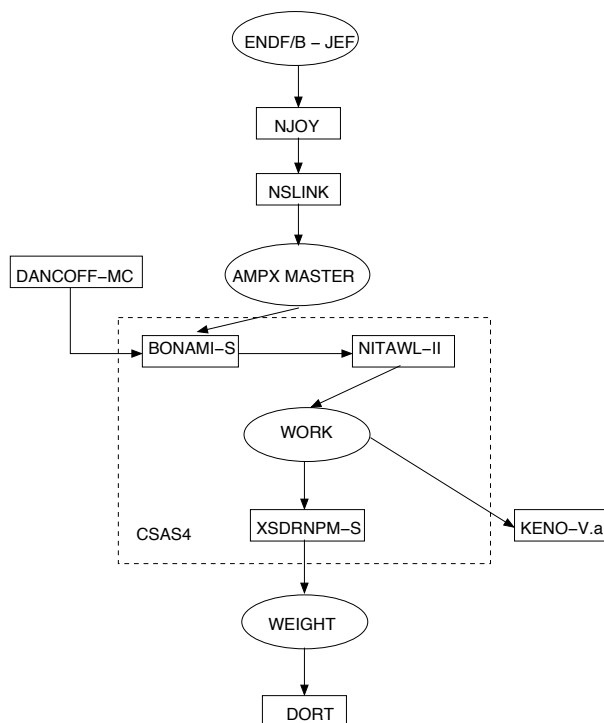 ENDF/B − JEF
NJOY
NSLINK
DANCOFF−MC
AMPX MASTER
BONAMI−S
NITAWL−II
WORK
CSAS4
XSDRNPM−S
KENO−V.a
WEIGHT
DORT